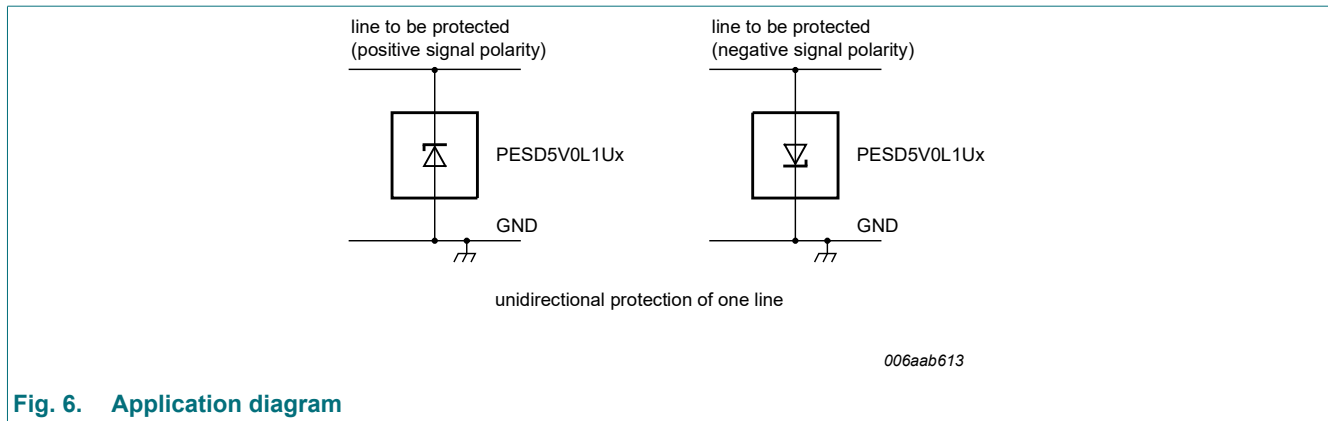 line to be protected
(positive signal polarity)
PESD5V0L1Ux
GND
line to be protected
(negative signal polarity)
PESD5V0L1Ux
GND
unidirectional protection of one line
006aab613
Fig. 6. Application diagram